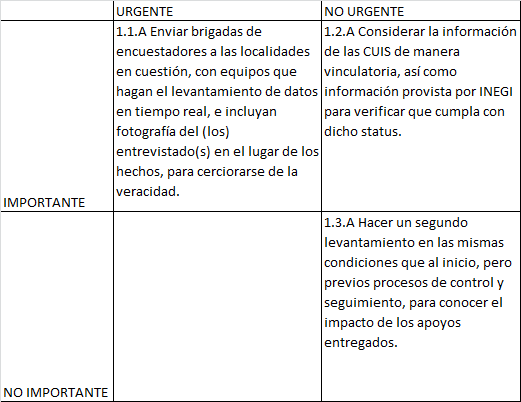 URGENTE
NO URGENTE
1.1.A Enviar brigadas de
encuestadores a las localidades
en cuestión, con equipos que
hagan el levantamiento de datos
en tiempo real, e incluyan
fotografía del (los)
entrevistado(s) en el lugar de los
hechos, para cerciorarse de la
veracidad.
1.2.A Considerar la información
de las CUIS de manera
vinculatoria, así como
información provista por INEGI
para verificar que cumpla con
dicho status.
IMPORTANTE
1.3.A Hacer un segundo
levantamiento en las mismas
condiciones que al inicio, pero
previos procesos de control y
seguimiento, para conocer el
impacto de los apoyos
entregados.
NO IMPORTANTE